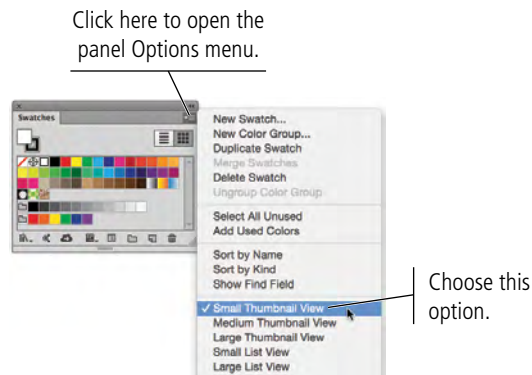 Click here to open the
panel Options menu.
Swatches
New Swatch...
New Color Group...
Duplicate Swatch
Merge Swatches
Delete Swatch
Ungroup Color Group
Select All Unused
Add Used Colors
Sort by Name
Sort by Kind
Show Find Field
✓ Small Thumbnail View
Medium Thumbnail View
Large Thumbnail View
Small List View
Large List View
Choose this
option.